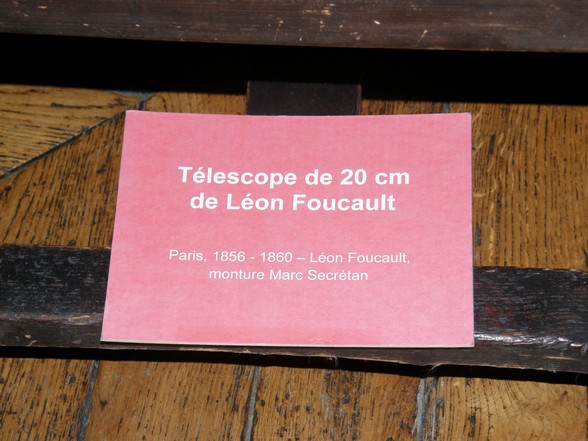 Télescope de 20 cm
de Léon Foucault
Paris, 1856 - 1860 – Léon Foucault,
monture Marc Secrétan